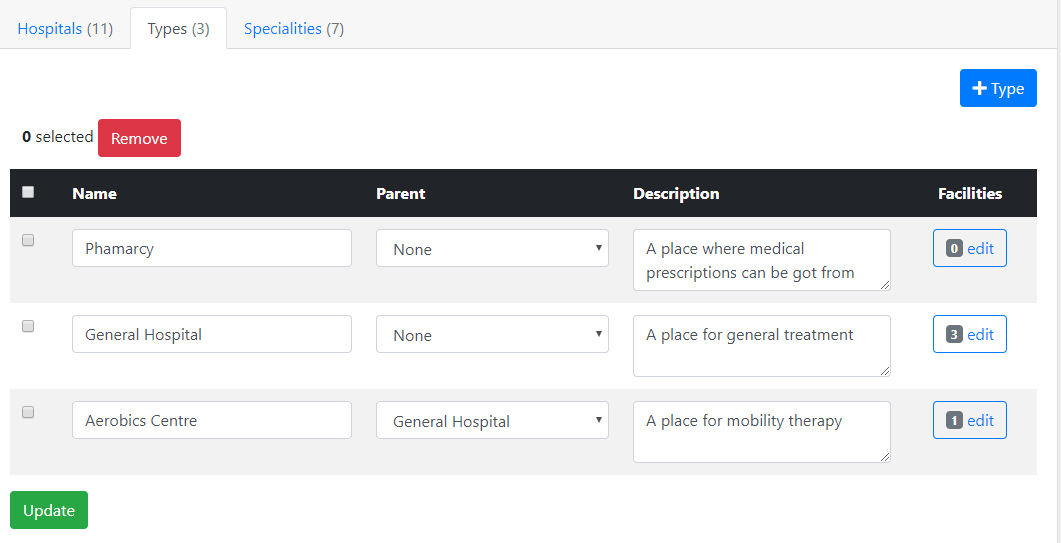 Hospitals (11) Types (3) Specialities (7)
Type
0 selected Remove
Name Parent Description Facilities
Phamarcy None A place where medical prescriptions can be got from 0 edit
General Hospital None A place for general treatment 3 edit
Aerobics Centre General Hospital A place for mobility therapy 1 edit
Update